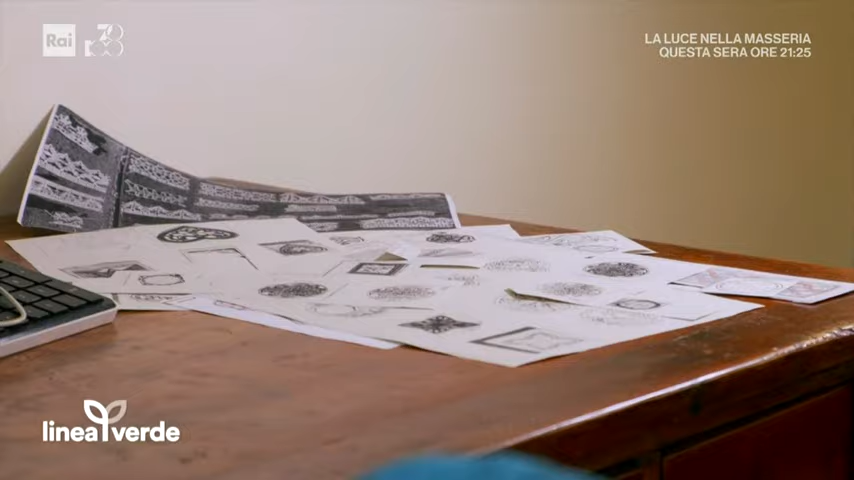 Rai
LA LUCE NELLA MASSERIA
QUESTA SERA ORE 21:25
linea verde